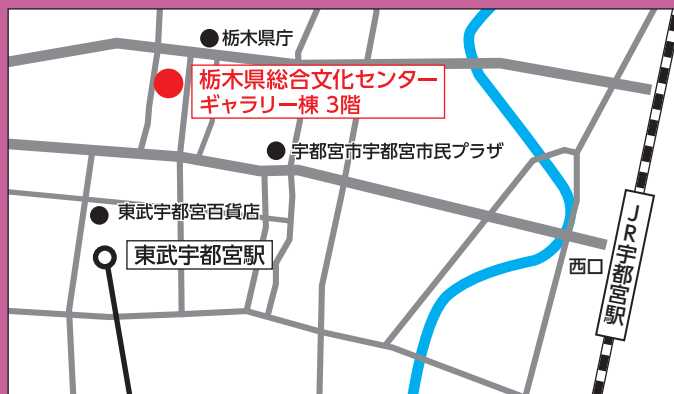 栃木県庁
栃木県総合文化センター
ギャラリー棟 3階
宇都宮市宇都宮市民プラザ
東武宇都宮百貨店
東武宇都宮駅
西口
JR宇都宮駅